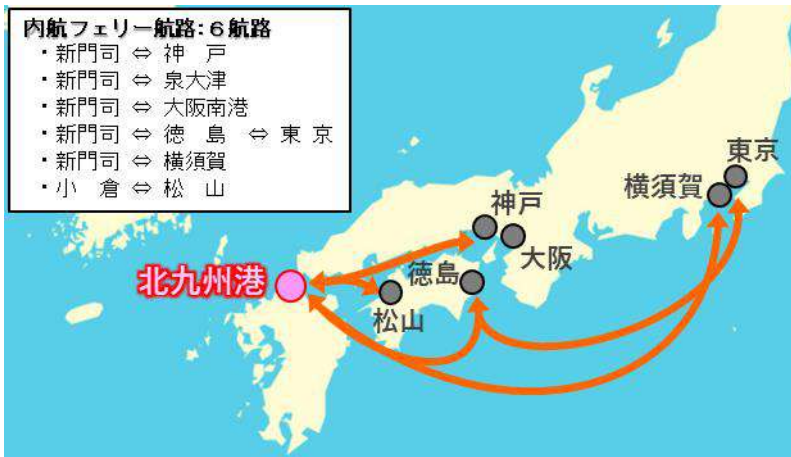 内航フェリー航路:6航路
・新門司 ⇔ 神 戸
・新門司 ⇔ 泉大津
・新門司 ⇔ 大阪南港
・新門司 ⇔ 徳 島 ⇔ 東 京
・新門司 ⇔ 横須賀
・小 倉 ⇔ 松 山
東京
横須賀
神戸
大阪
徳島
北九州港
松山